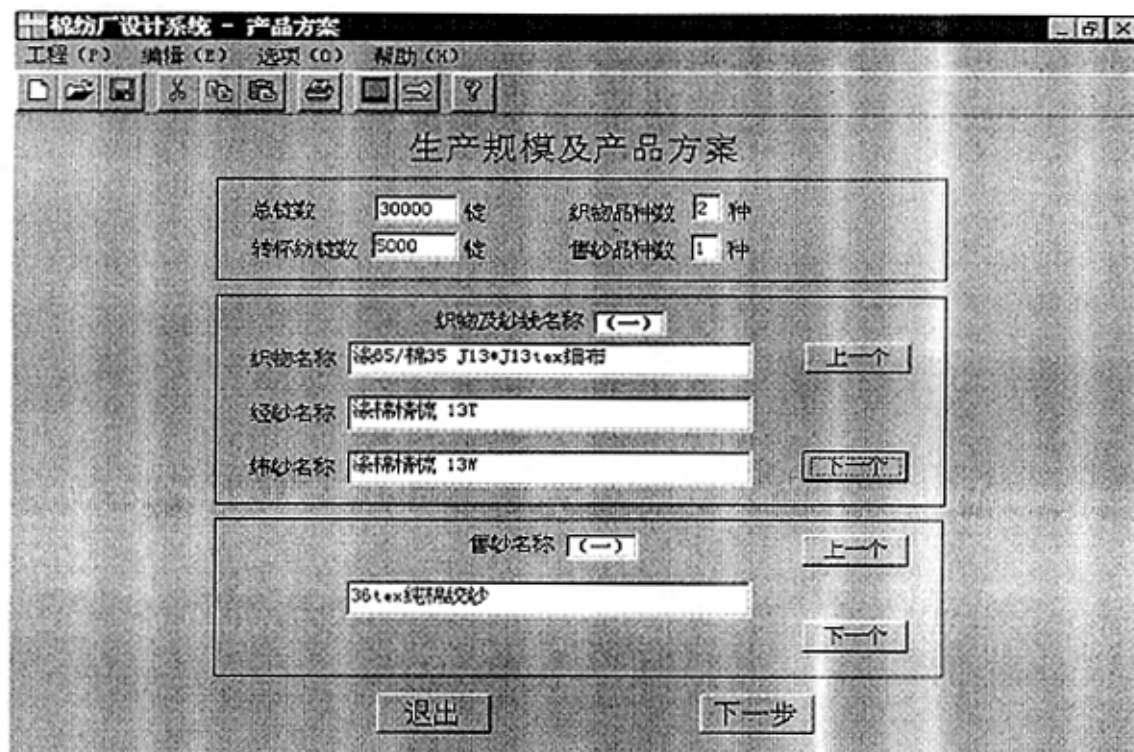 棉纺厂设计系统 - 产品方案
工程(P) 编辑(E) 选项(O) 帮助(H)
生产规模及产品方案
总锭数 30000 锭 织物品种数 2 种
转杯纺锭数 5000 锭 售纱品种数 1 种
织物及纱线名称 (一)
织物名称 涤65/棉35 J13*J13tex细布 上一个
经纱名称 涤棉精梳 13T
纬纱名称 涤棉精梳 13W 下一个
售纱名称 (一) 上一个
36tex纯棉绞纱
下一个
退出 下一步